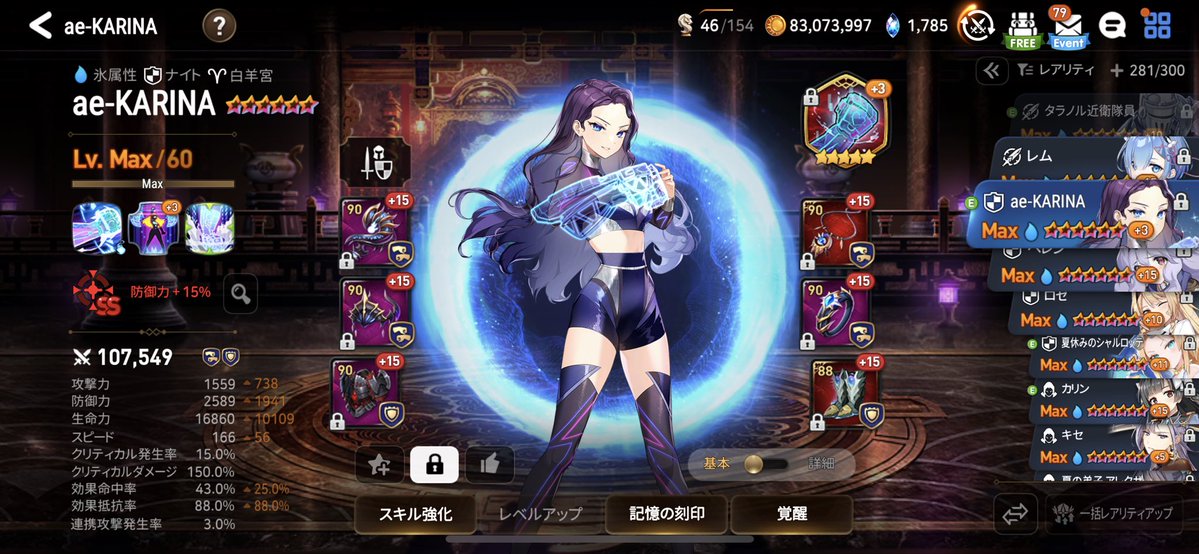 ae-KARINA
?
46/154
83,073,997
1,785
FREE
79
Event
氷属性 ナイト 白羊宮
ae-KARINA
Lv. Max/60
Max
+3
SS
防御力+15%
107,549
攻撃力 1559 738
防御力 2589 1941
生命力 16860 10109
スピード 166 56
クリティカル発生率 15.0%
クリティカルダメージ 150.0%
効果命中率 43.0% 25.0%
効果抵抗率 88.0% 88.0%
連携攻撃発生率 3.0%
90 +15
90 +15
90 +15
+3
90 +15
90 +15
88 +15
基本 詳細
スキル強化
レベルアップ
記憶の刻印
覚醒
レアリティ
+ 281/300
E タラノル近衛隊員
Max
レム
E ae-KARINA
Max +3
Max +15
ロゼ
Max +10
E 夏休みのシャルロッテ
Max +15
E カリン
Max +15
キセ
Max +5
一括レアリティアップ